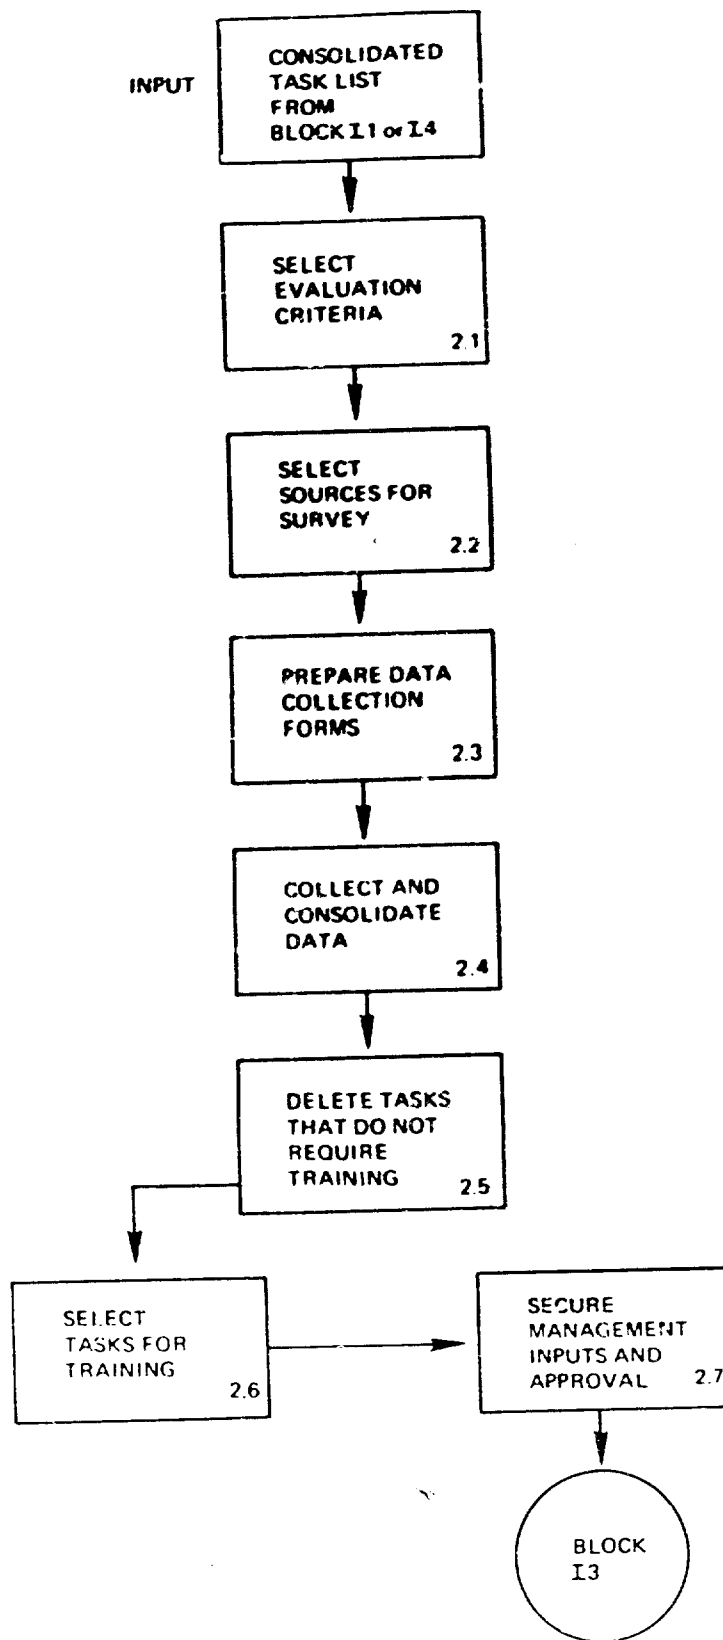 INPUT
CONSOLIDATED
TASK LIST
FROM
BLOCK I1 or I4
SELECT
EVALUATION
CRITERIA
2.1
SELECT
SOURCES FOR
SURVEY
2.2
PREPARE DATA
COLLECTION
FORMS
2.3
COLLECT AND
CONSOLIDATE
DATA
2.4
DELETE TASKS
THAT DO NOT
REQUIRE
TRAINING
2.5
SELECT
TASKS FOR
TRAINING
2.6
SECURE
MANAGEMENT
INPUTS AND
APPROVAL
2.7
BLOCK
I3